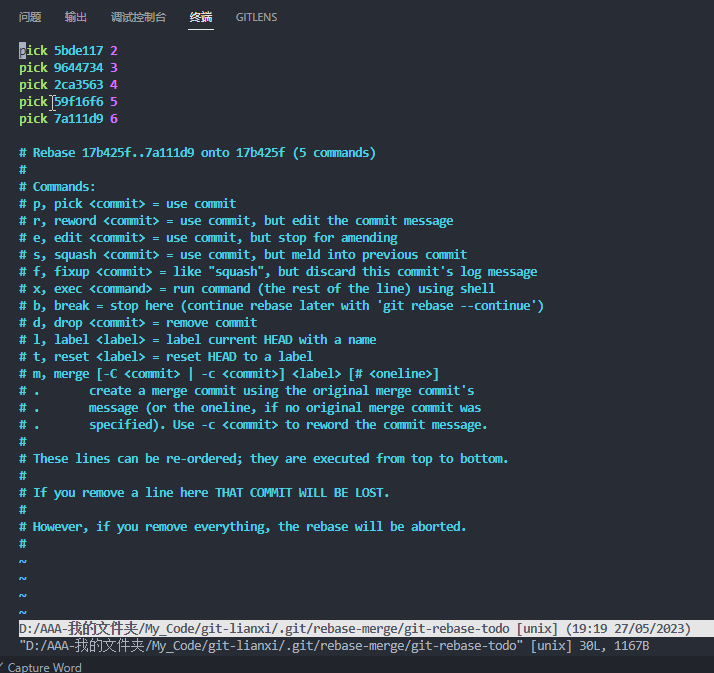 问题 输出 调试控制台 终端 GITLENS
pick 5bde117 2
pick 9644734 3
pick 2ca3563 4
pick 59f16f6 5
pick 7a111d9 6
# Rebase 17b425f..7a111d9 onto 17b425f (5 commands)
#
# Commands:
# p, pick <commit> = use commit
# r, reword <commit> = use commit, but edit the commit message
# e, edit <commit> = use commit, but stop for amending
# s, squash <commit> = use commit, but meld into previous commit
# f, fixup <commit> = like "squash", but discard this commit's log message
# x, exec <command> = run command (the rest of the line) using shell
# b, break = stop here (continue rebase later with 'git rebase --continue')
# d, drop <commit> = remove commit
# l, label <label> = label current HEAD with a name
# t, reset <label> = reset HEAD to a label
# m, merge [-C <commit> | -c <commit>] <label> [# <oneline>]
# .       create a merge commit using the original merge commit's
# .       message (or the oneline, if no original merge commit was
# .       specified). Use -c <commit> to reword the commit message.
#
# These lines can be re-ordered; they are executed from top to bottom.
#
# If you remove a line here THAT COMMIT WILL BE LOST.
#
# However, if you remove everything, the rebase will be aborted.
#
~
~
~
~
D:/AAA-我的文件夹/My_Code/git-lianxi/.git/rebase-merge/git-rebase-todo [unix] (19:19 27/05/2023)
"D:/AAA-我的文件夹/My_Code/git-lianxi/.git/rebase-merge/git-rebase-todo" [unix] 30L, 1167B
Capture Word